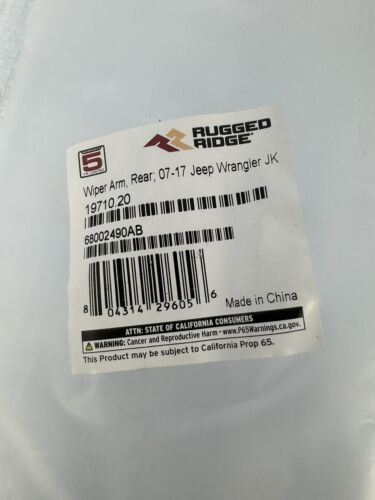 5
RUGGED
RIDGE®
Wiper Arm, Rear; 07-17 Jeep Wrangler JK
19710.20
68002490AB
8 04314 29605 6
Made in China
ATTN: STATE OF CALIFORNIA CONSUMERS
WARNING: Cancer and Reproductive Harm - www.P65Warnings.ca.gov.
This Product may be subject to California Prop 65.